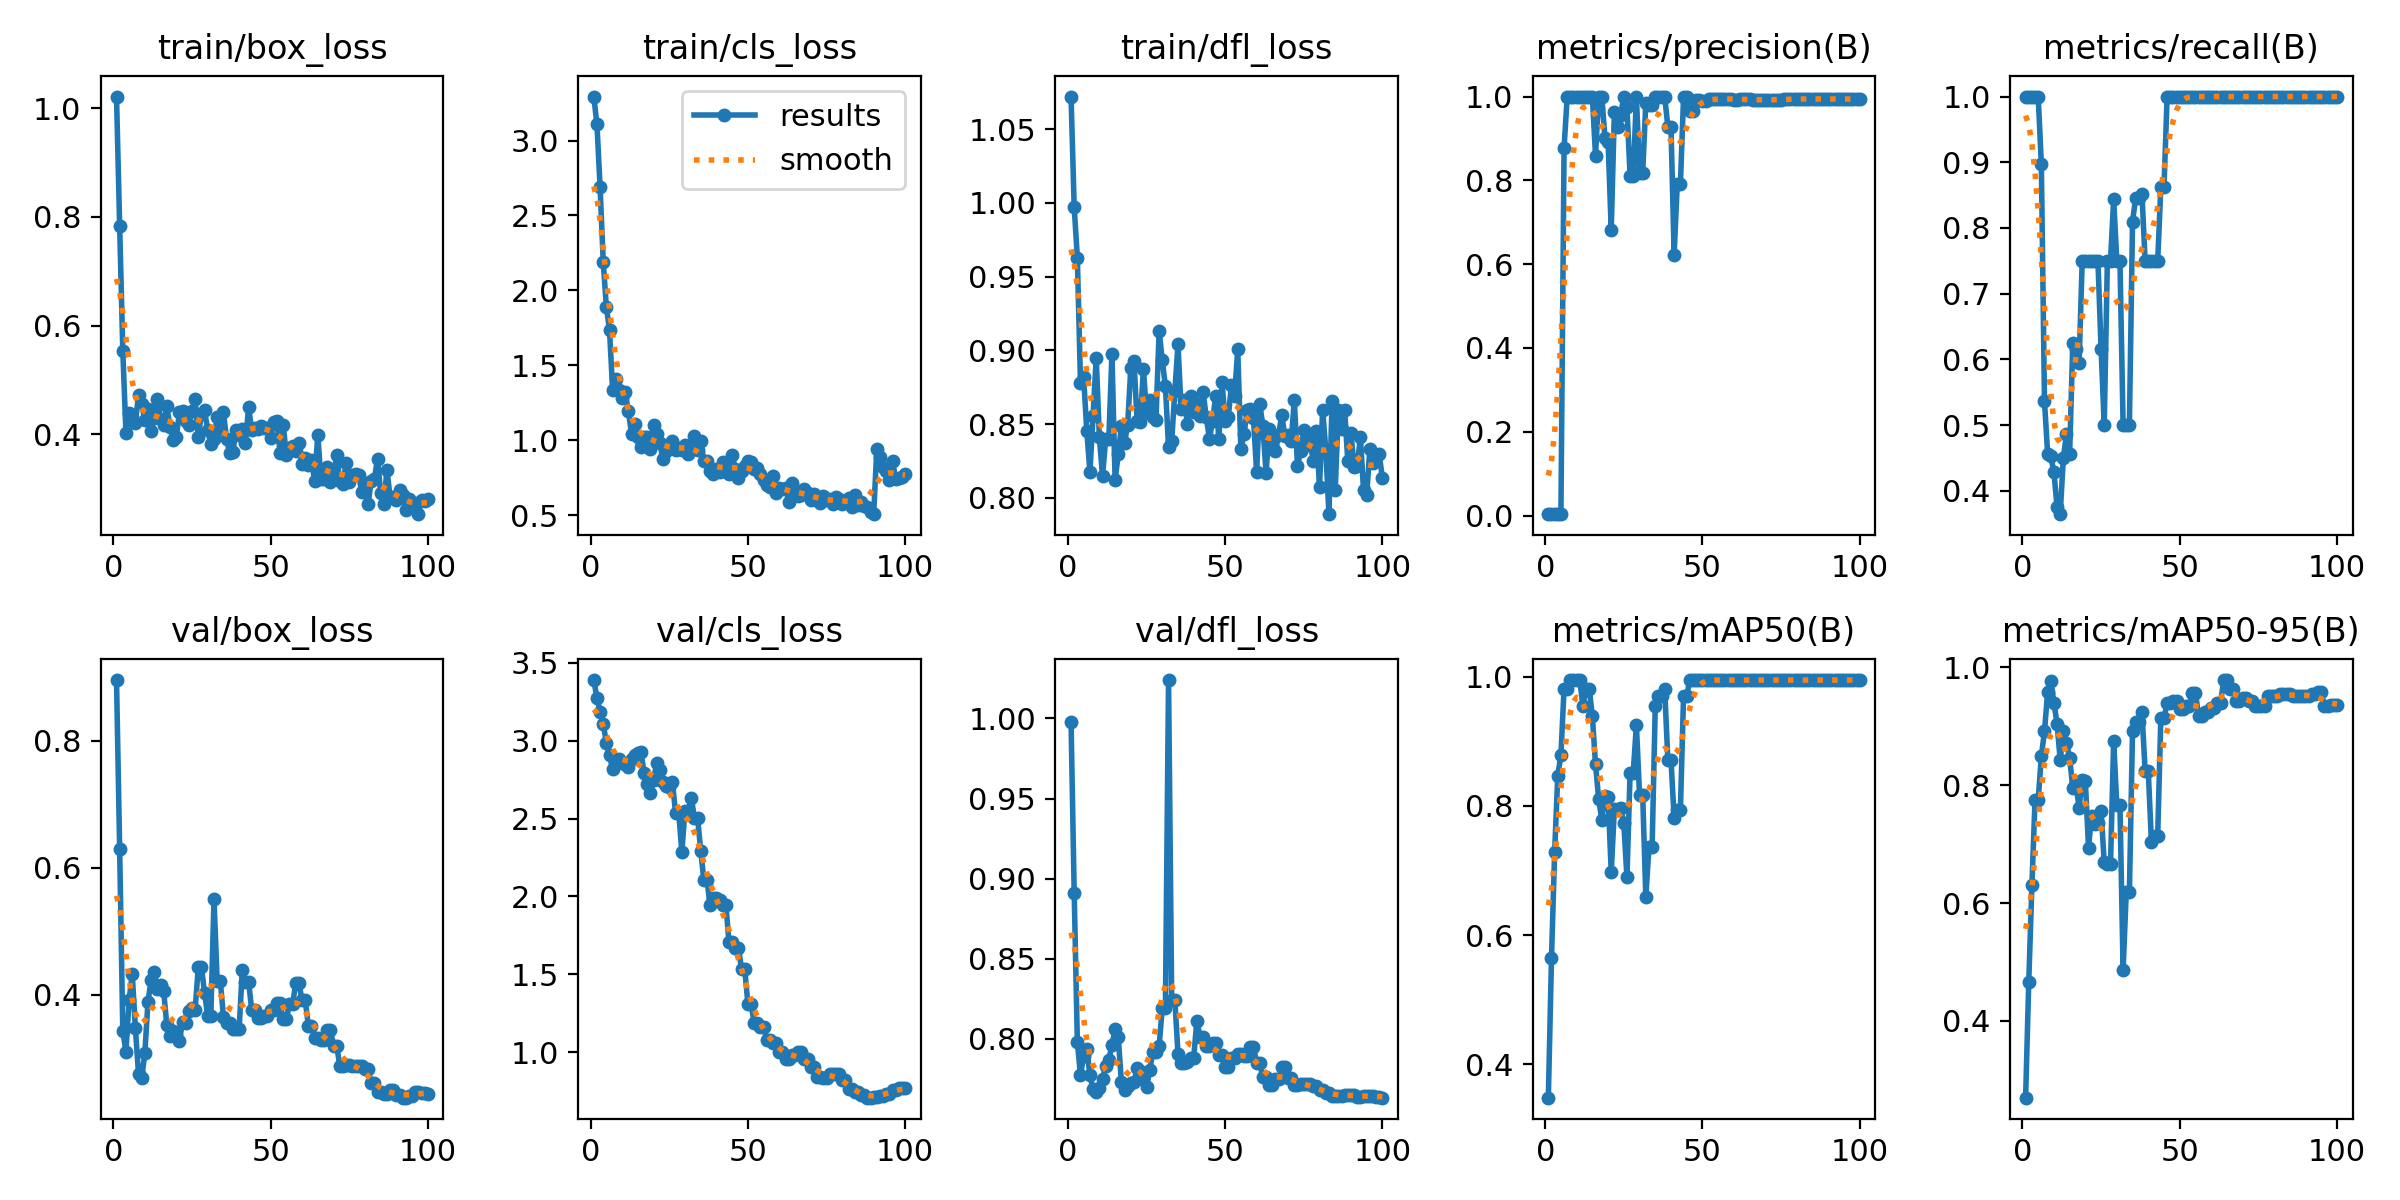 train/box_loss
1.0
0.8
0.6
0.4
0 50 100
train/cls_loss
results
smooth
3.0
2.5
2.0
1.5
1.0
0.5
0 50 100
train/dfl_loss
1.05
1.00
0.95
0.90
0.85
0.80
0 50 100
metrics/precision(B)
1.0
0.8
0.6
0.4
0.2
0.0
0 50 100
metrics/recall(B)
1.0
0.9
0.8
0.7
0.6
0.5
0.4
0 50 100
val/box_loss
0.8
0.6
0.4
0 50 100
val/cls_loss
3.5
3.0
2.5
2.0
1.5
1.0
0 50 100
val/dfl_loss
1.00
0.95
0.90
0.85
0.80
0 50 100
metrics/mAP50(B)
1.0
0.8
0.6
0.4
0 50 100
metrics/mAP50-95(B)
1.0
0.8
0.6
0.4
0 50 100